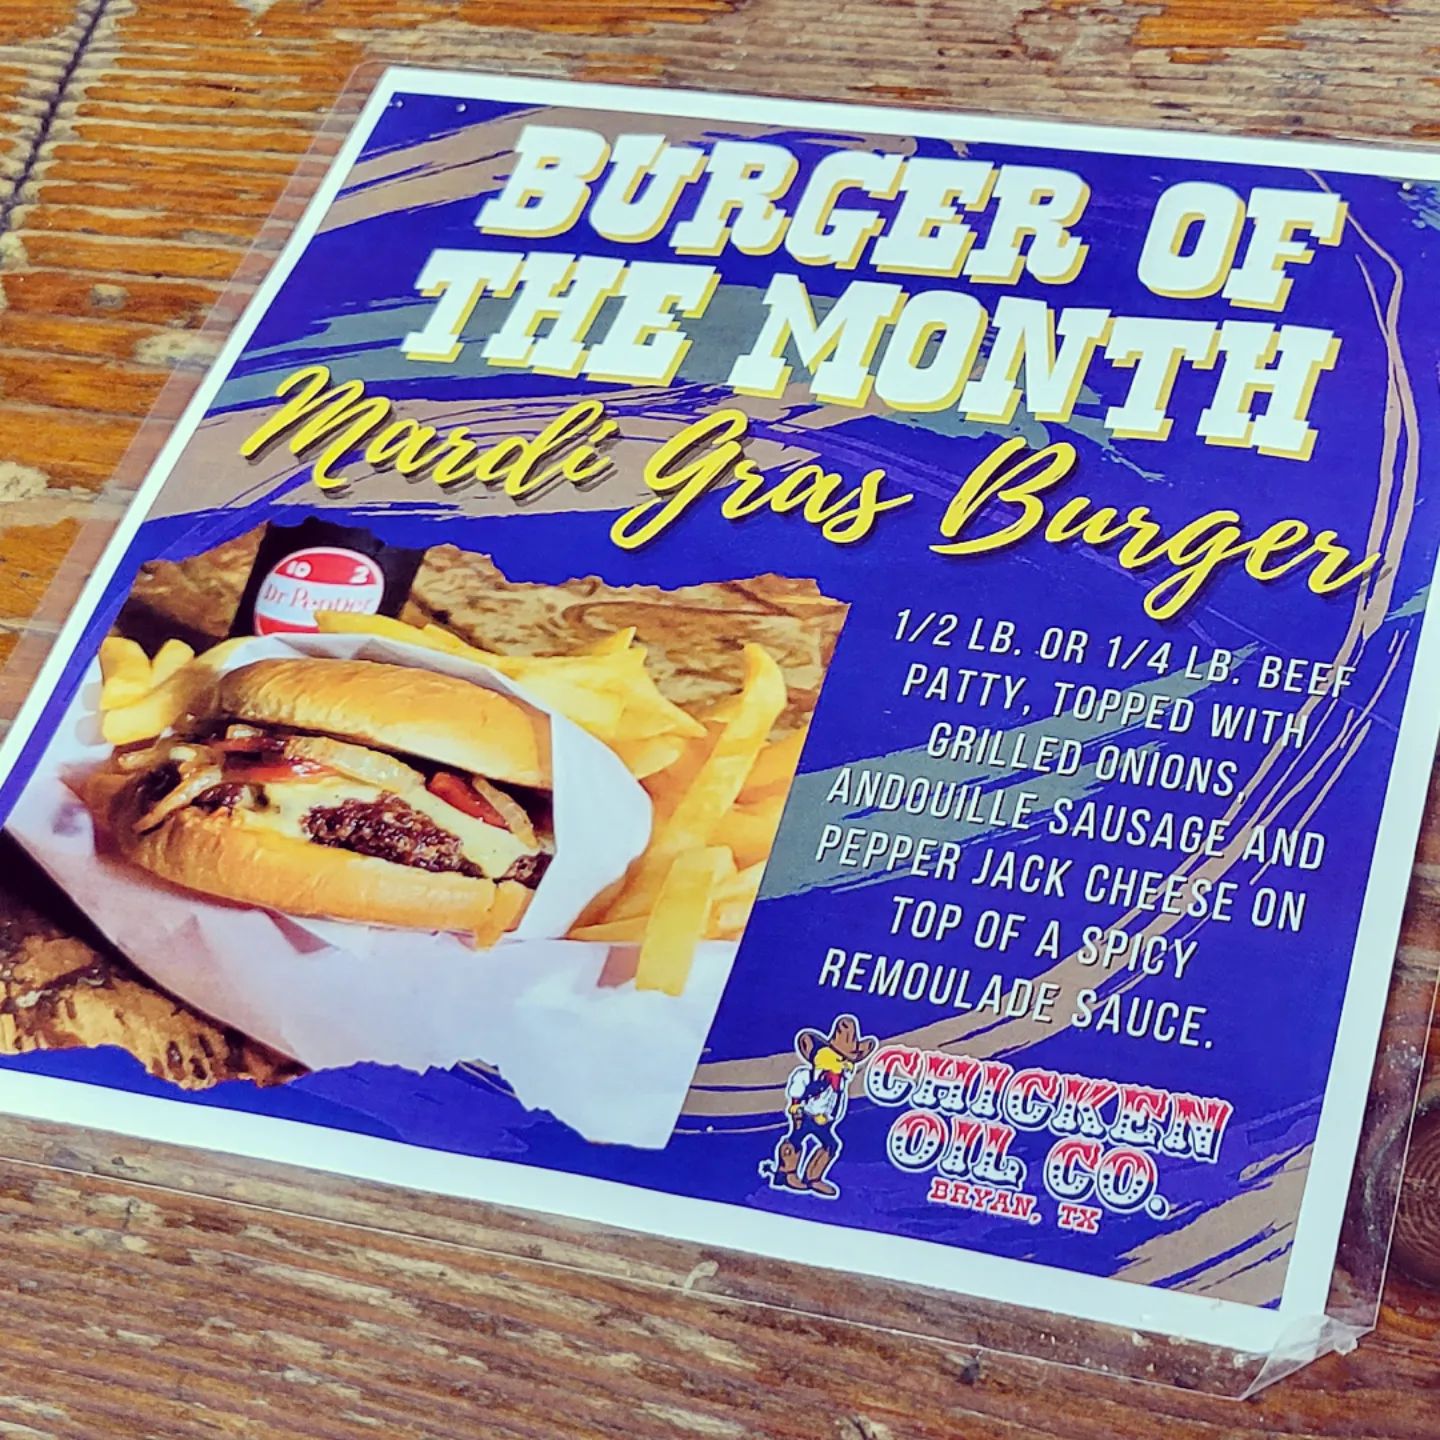 BURGER OF
THE MONTH
Mardi Gras Burger
10 2
Dr Pepper
1/2 LB. OR 1/4 LB. BEEF
PATTY, TOPPED WITH
GRILLED ONIONS,
ANDOUILLE SAUSAGE AND
PEPPER JACK CHEESE ON
TOP OF A SPICY
REMOULADE SAUCE.
CHICKEN
OIL CO.
BRYAN, TX